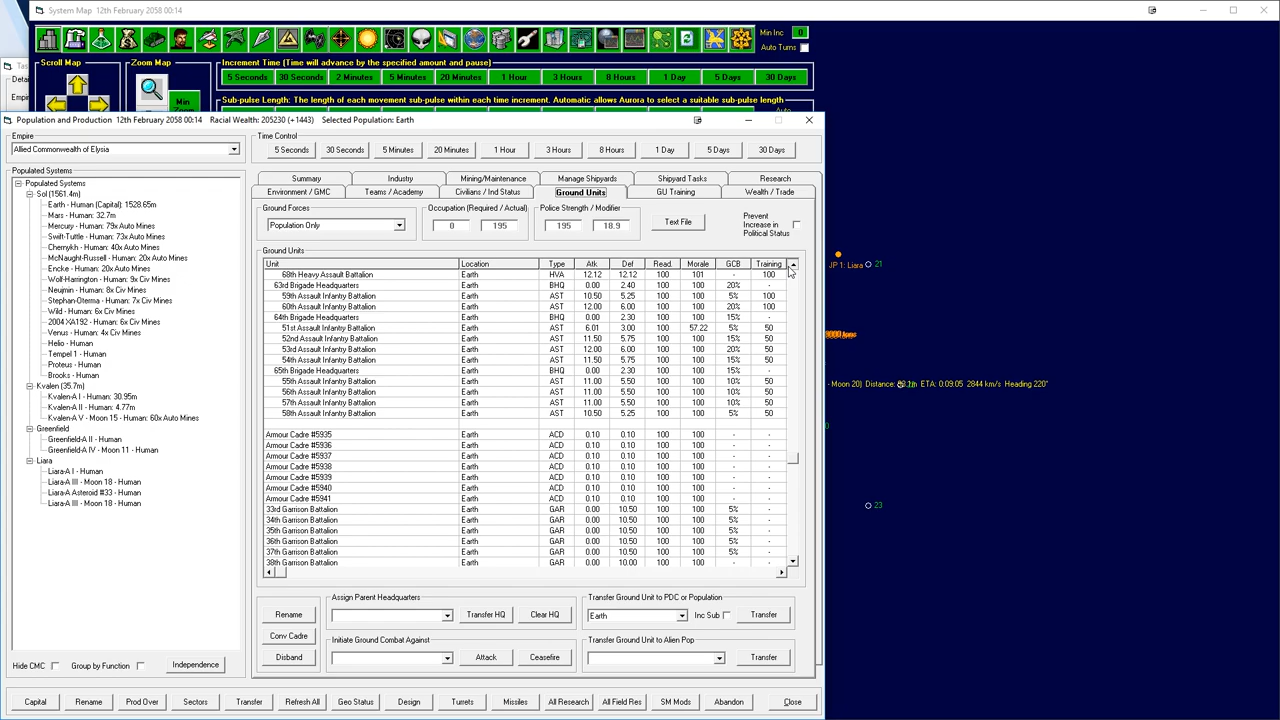 System Map 12th February 2058 00:14
Min Inc 0
Auto Turns
Scroll Map
Zoom Map
Min
Increment Time (Time will advance by the specified amount and pause)
5 Seconds 30 Seconds 2 Minutes 5 Minutes 20 Minutes 1 Hour 3 Hours 8 Hours 1 Day 5 Days 30 Days
Sub-pulse Length: The length of each movement sub-pulse within each time increment. Automatic allows Aurora to select a suitable sub-pulse length
Population and Production 12th February 2058 00:14 Racial Wealth: 205230 (+1443) Selected Population: Earth
Empire
Allied Commonwealth of Elysia
Time Control
5 Seconds 30 Seconds 5 Minutes 20 Minutes 1 Hour 3 Hours 8 Hours 1 Day 5 Days 30 Days
Populated Systems
Populated Systems
Sol (1561.4m)
Earth - Human (Capital): 1528.65m
Mars - Human: 32.7m
Mercury - Human: 79x Auto Mines
Swift-Tuttle - Human: 73x Auto Mines
Chernykh - Human: 40x Auto Mines
McNaught-Russell - Human: 20x Auto Mines
Encke - Human: 20x Auto Mines
Wolf-Harrington - Human: 9x Civ Mines
Neujmin - Human: 8x Civ Mines
Stephan-Oterma - Human: 7x Civ Mines
Wild - Human: 6x Civ Mines
2004 XA192 - Human: 6x Civ Mines
Venus - Human: 4x Civ Mines
Helio - Human
Tempel 1 - Human
Proteus - Human
Brooks - Human
Kvalen (35.7m)
Kvalen-A I - Human: 30.95m
Kvalen-A II - Human: 4.77m
Kvalen-A V - Moon 15 - Human: 60x Auto Mines
Greenfield
Greenfield-A II - Human
Greenfield-A IV - Moon 11 - Human
Liara
Liara-A I - Human
Liara-A III - Moon 18 - Human
Liara-A Asteroid #33 - Human
Liara-A III - Moon 18 - Human
Hide CMC Group by Function Independence
Summary Industry Mining/Maintenance Manage Shipyards Shipyard Tasks Research
Environment / GMC Teams / Academy Civilians / Ind Status Ground Units GU Training Wealth / Trade
Ground Forces
Population Only
Occupation (Required / Actual)
0 195
Police Strength / Modifier
195 18.9
Text File
Prevent
Increase in
Political Status
Ground Units
Unit Location Type Atk Def Read. Morale GCB Training
68th Heavy Assault Battalion Earth HVA 12.12 12.12 100 101 - 100
63rd Brigade Headquarters Earth BHQ 0.00 2.40 100 100 20% -
59th Assault Infantry Battalion Earth AST 10.50 5.25 100 100 5% 100
60th Assault Infantry Battalion Earth AST 12.00 6.00 100 100 20% 100
64th Brigade Headquarters Earth BHQ 0.00 2.30 100 100 15% -
51st Assault Infantry Battalion Earth AST 6.01 3.00 100 57.22 5% 50
52nd Assault Infantry Battalion Earth AST 11.50 5.75 100 100 15% 50
53rd Assault Infantry Battalion Earth AST 12.00 6.00 100 100 20% 50
54th Assault Infantry Battalion Earth AST 11.50 5.75 100 100 15% 50
65th Brigade Headquarters Earth BHQ 0.00 2.30 100 100 15% -
55th Assault Infantry Battalion Earth AST 11.00 5.50 100 100 10% 50
56th Assault Infantry Battalion Earth AST 11.00 5.50 100 100 10% 50
57th Assault Infantry Battalion Earth AST 11.00 5.50 100 100 10% 50
58th Assault Infantry Battalion Earth AST 10.50 5.25 100 100 5% 50
Armour Cadre #5935 Earth ACD 0.10 0.10 100 100 - -
Armour Cadre #5936 Earth ACD 0.10 0.10 100 100 - -
Armour Cadre #5937 Earth ACD 0.10 0.10 100 100 - -
Armour Cadre #5938 Earth ACD 0.10 0.10 100 100 - -
Armour Cadre #5939 Earth ACD 0.10 0.10 100 100 - -
Armour Cadre #5940 Earth ACD 0.10 0.10 100 100 - -
Armour Cadre #5941 Earth ACD 0.10 0.10 100 100 - -
33rd Garrison Battalion Earth GAR 0.00 10.50 100 100 5% -
34th Garrison Battalion Earth GAR 0.00 10.50 100 100 5% -
35th Garrison Battalion Earth GAR 0.00 10.50 100 100 5% -
36th Garrison Battalion Earth GAR 0.00 10.50 100 100 5% -
37th Garrison Battalion Earth GAR 0.00 10.50 100 100 5% -
38th Garrison Battalion Earth GAR 0.00 10.00 100 100 - -
Rename
Conv Cadre
Disband
Assign Parent Headquarters
Transfer HQ Clear HQ
Initiate Ground Combat Against
Attack Ceasefire
Transfer Ground Unit to PDC or Population
Earth Inc Sub Transfer
Transfer Ground Unit to Alien Pop
Transfer
Capital Rename Prod Over Sectors Transfer Refresh All Geo Status Design Turrets Missiles All Research All Field Res SM Mods Abandon Close
JP 1: Liara 21
- Moon 20) Distance: ETA: 0:09:05 2844 km/s Heading 220°
23